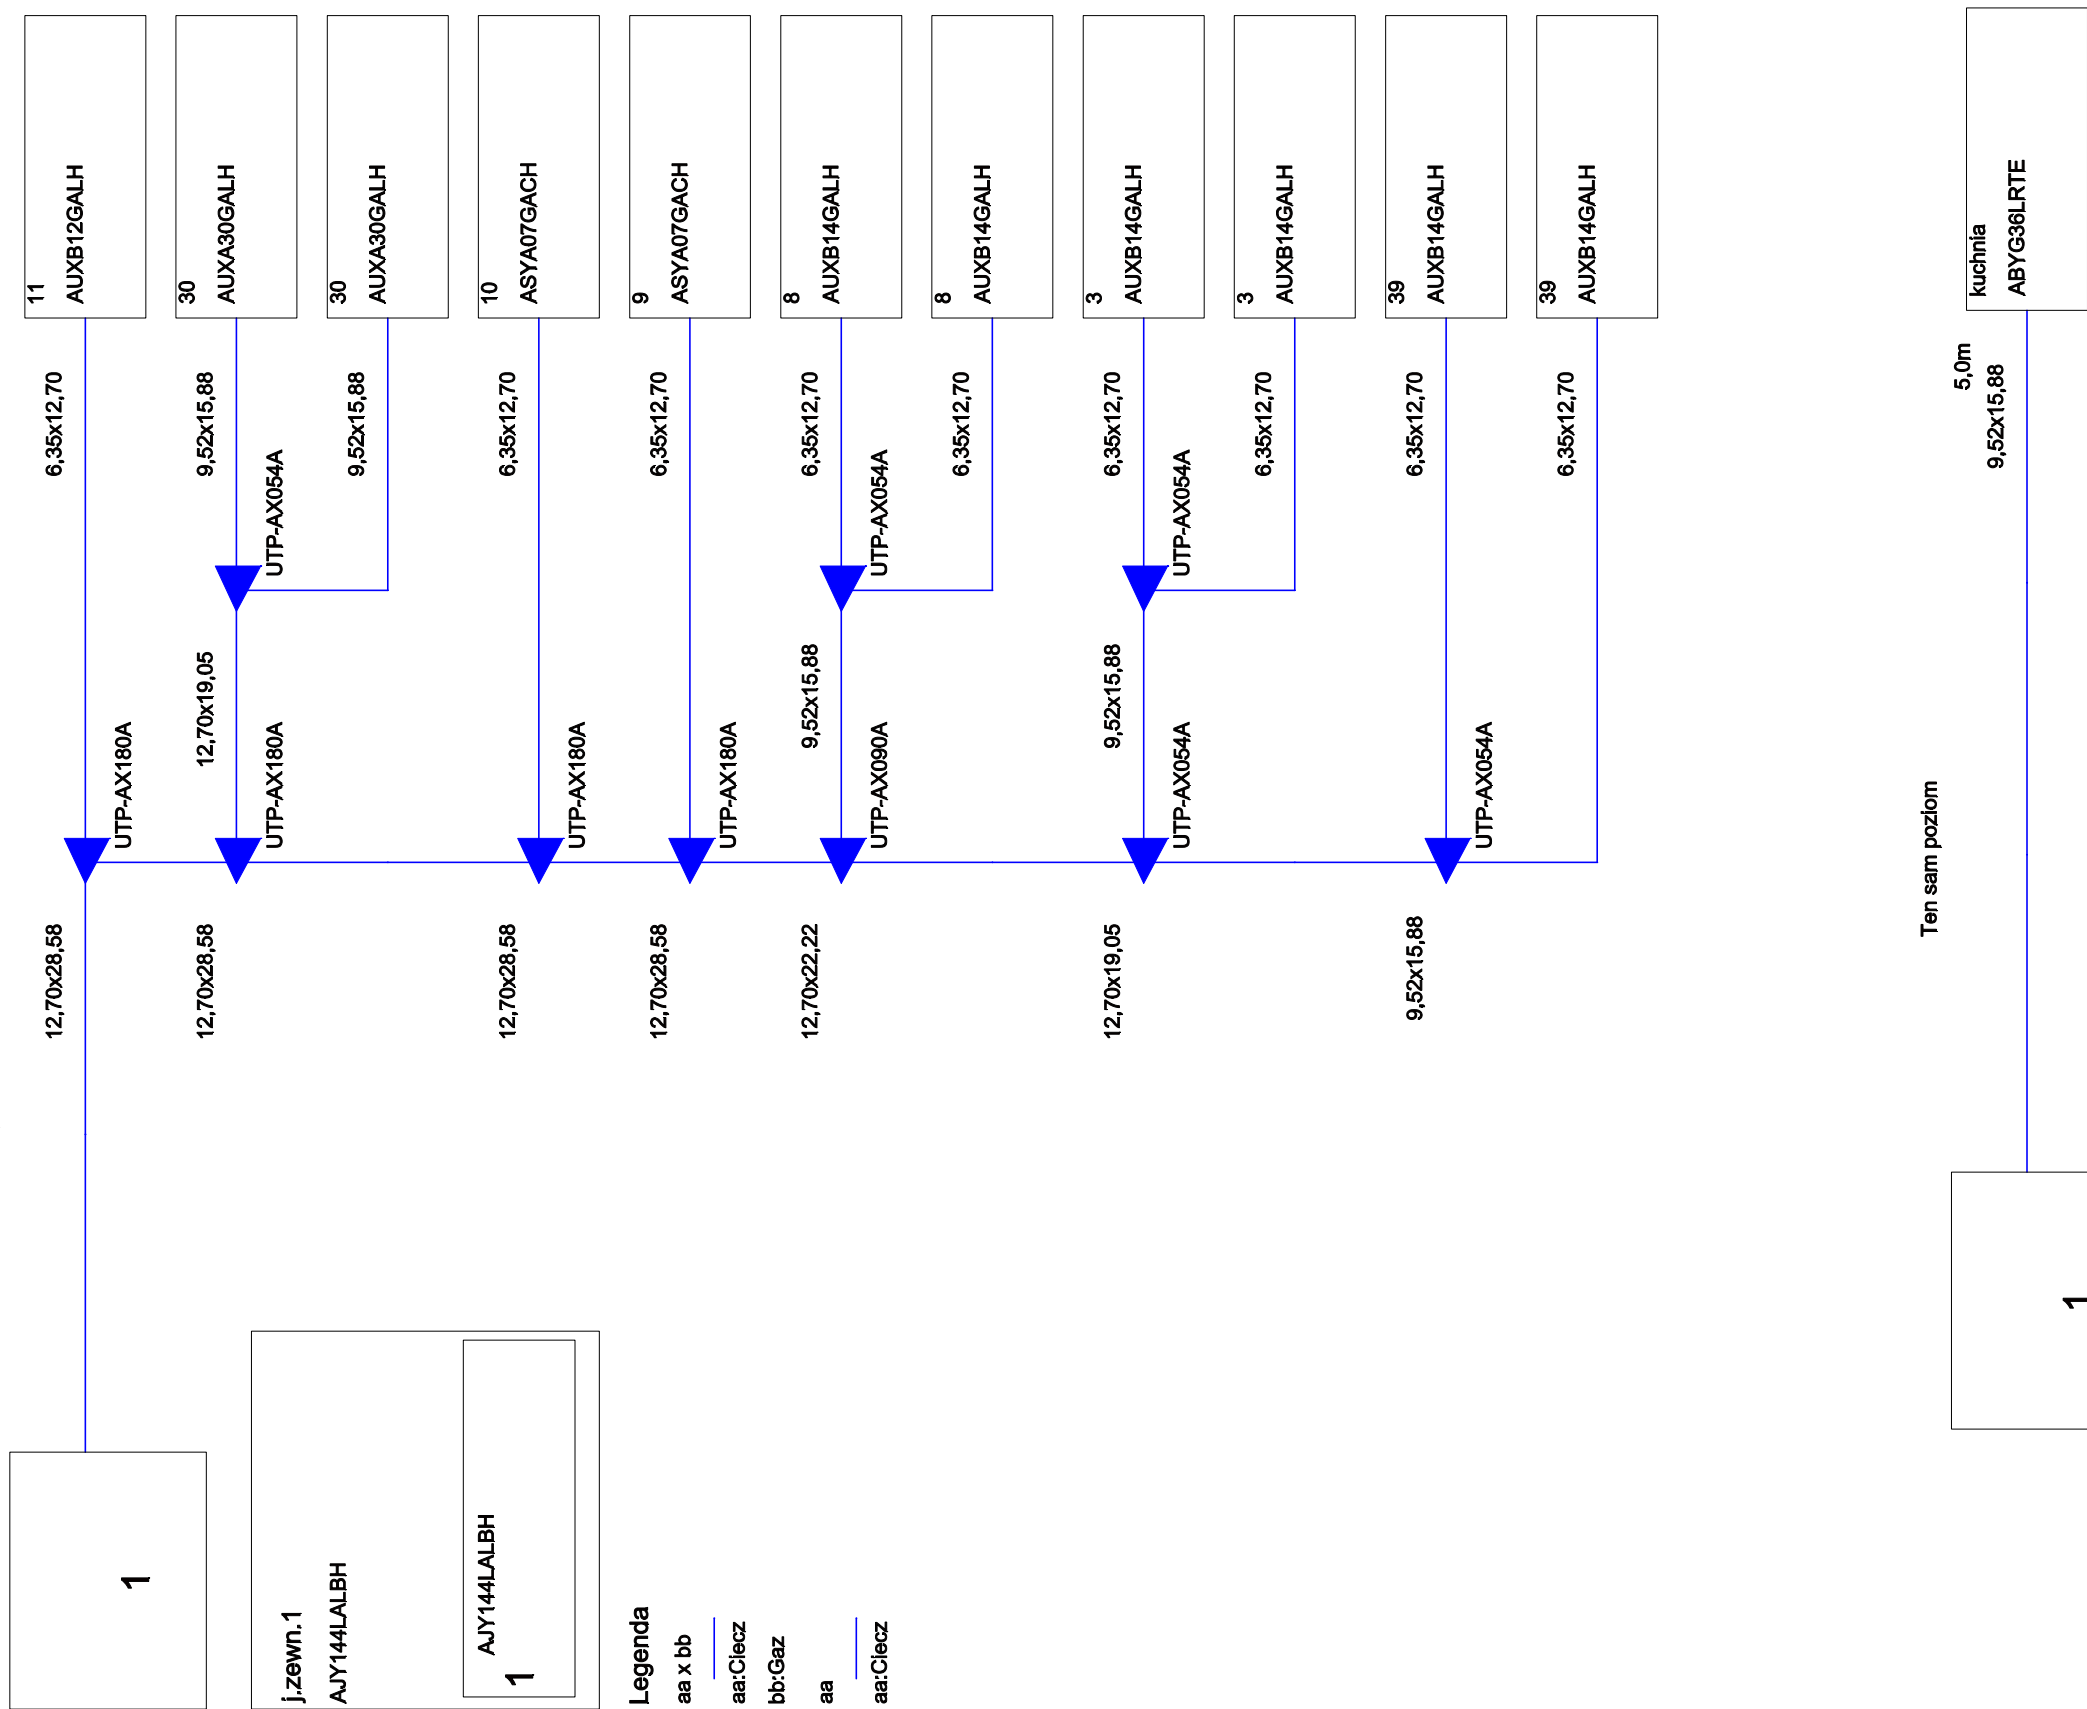 11
AUXB12GALH
30
AUXA30GALH
30
AUXA30GALH
10
ASYA07GACH
9
ASYA07GACH
8
AUXB14GALH
8
AUXB14GALH
3
AUXB14GALH
3
AUXB14GALH
39
AUXB14GALH
39
AUXB14GALH
kuchnia
ABYG36LRTE
6,35x12,70
9,52x15,88
9,52x15,88
6,35x12,70
6,35x12,70
6,35x12,70
6,35x12,70
6,35x12,70
6,35x12,70
6,35x12,70
6,35x12,70
5,0m
9,52x15,88
UTP-AX054A
UTP-AX054A
UTP-AX054A
12,70x19,05
9,52x15,88
9,52x15,88
UTP-AX180A
UTP-AX180A
UTP-AX180A
UTP-AX180A
UTP-AX090A
UTP-AX054A
UTP-AX054A
Ten sam poziom
12,70x28,58
12,70x28,58
12,70x28,58
12,70x28,58
12,70x22,22
12,70x19,05
9,52x15,88
1
j.zewn.1
AJY144LALBH
AJY144LALBH
1
Legenda
aa x bb
aa:Ciecz
bb:Gaz
aa
aa:Ciecz
1